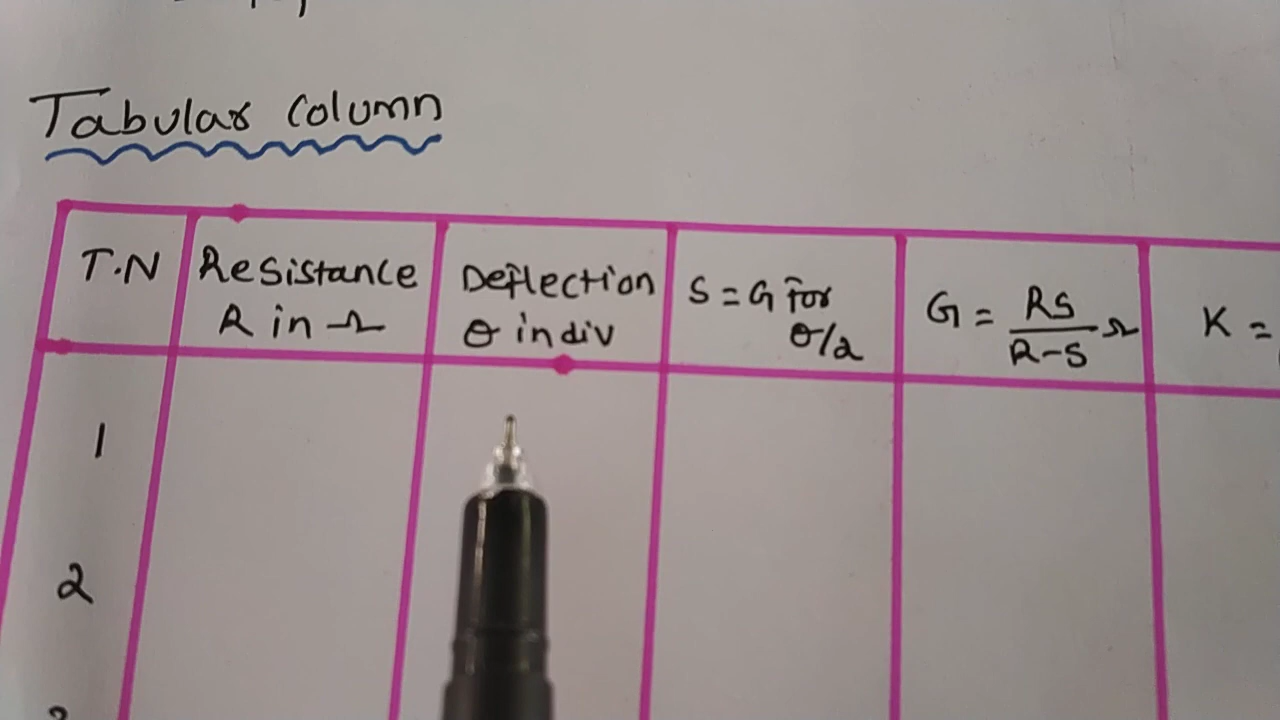 Tabular Column
T.N
Resistance
R in Ω
Deflection
θ in div
S = G for
θ/2
G = RS/R-S Ω
K =
1
2